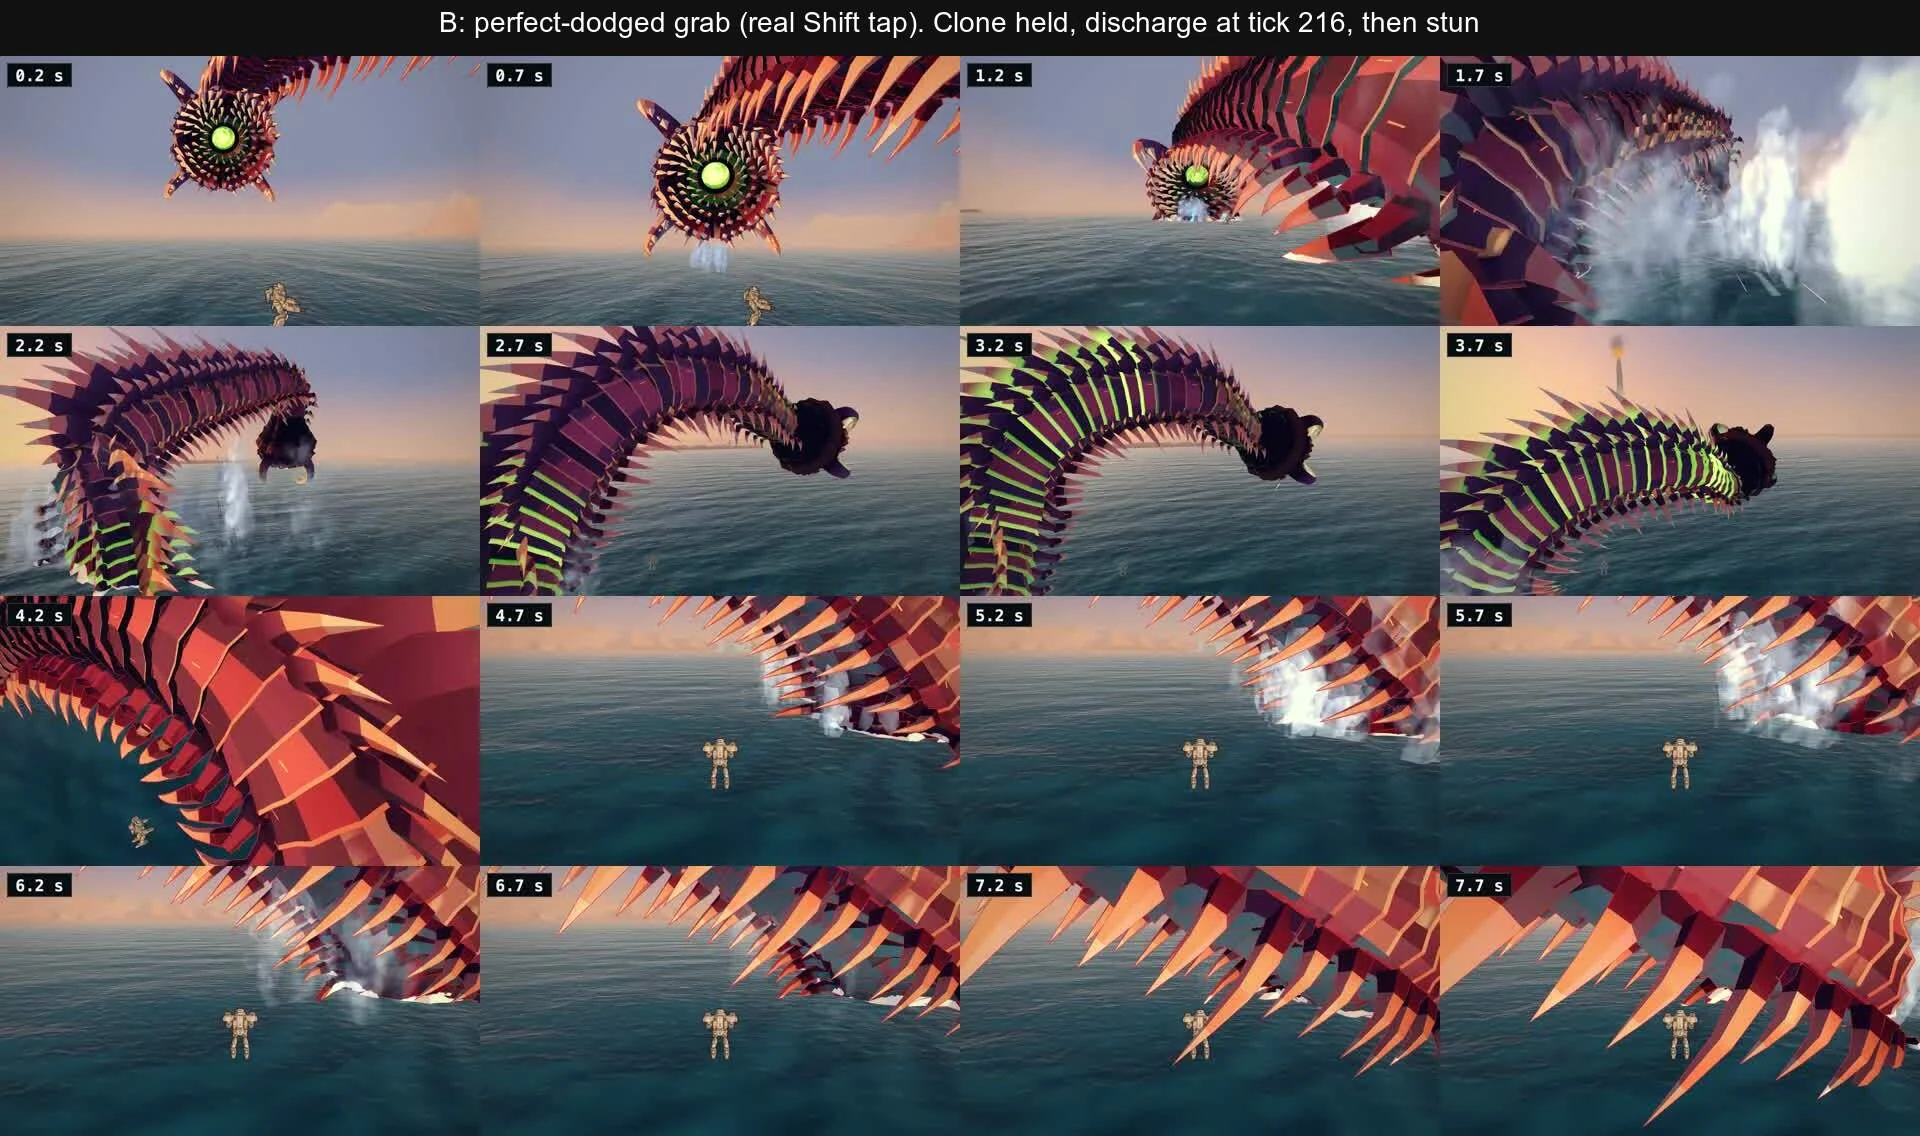 B: perfect-dodged grab (real Shift tap). Clone held, discharge at tick 216, then stun
0.2 s
0.7 s
1.2 s
1.7 s
2.2 s
2.7 s
3.2 s
3.7 s
4.2 s
4.7 s
5.2 s
5.7 s
6.2 s
6.7 s
7.2 s
7.7 s